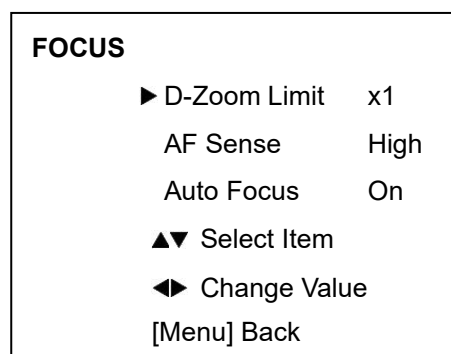 FOCUS
▶ D-Zoom Limit x1
AF Sense High
Auto Focus On
▲▼ Select Item
◀▶ Change Value
[Menu] Back